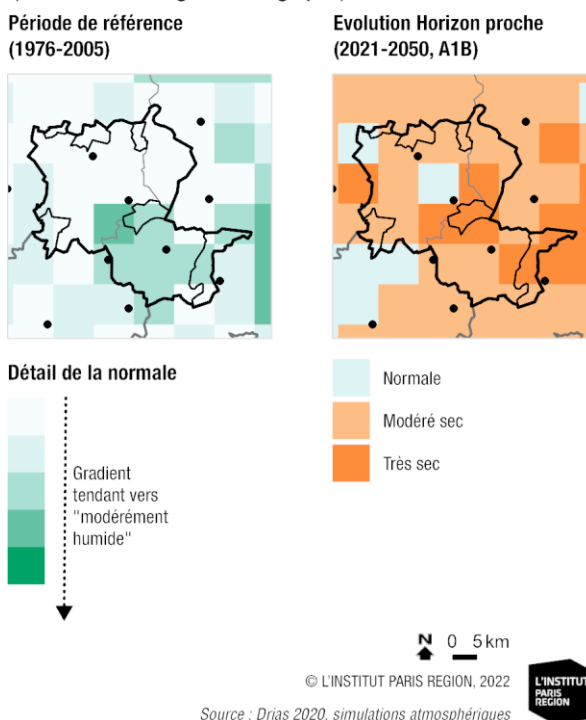 Période de référence
(1976-2005)
Evolution Horizon proche
(2021-2050, A1B)
Détail de la normale
Gradient
tendant vers
"modérément
humide"
Normale
Modéré sec
Très sec
N 0 5 km
© L'INSTITUT PARIS REGION, 2022
L'INSTITUT
PARIS
REGION
Source : Drias 2020, simulations atmosphériques